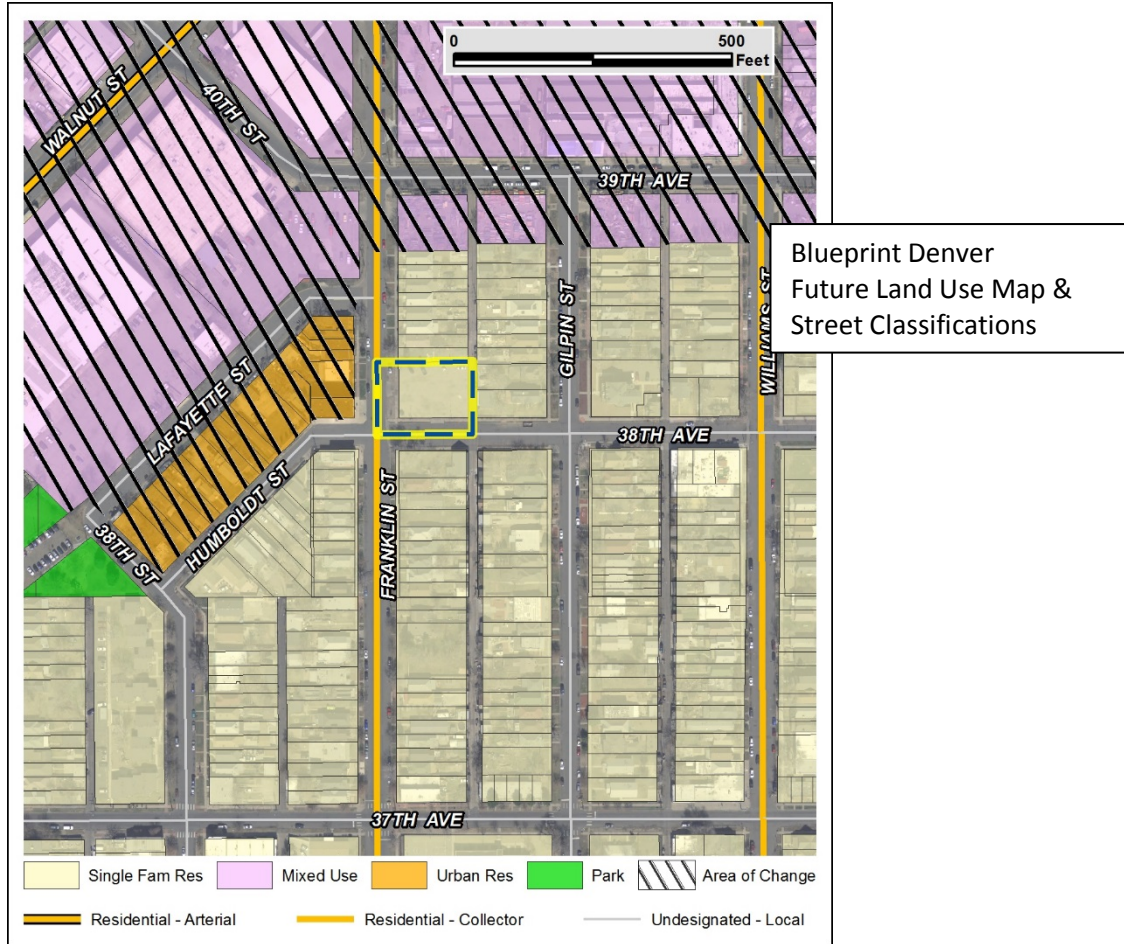 0 500
Feet
WALNUT ST
40TH ST
39TH AVE
Blueprint Denver
Future Land Use Map &
Street Classifications
GILPIN ST
WILLIAMS ST
LAFAYETTE ST
38TH AVE
HUMBOLDT ST
38TH ST
FRANKLIN ST
37TH AVE
Single Fam Res Mixed Use Urban Res Park Area of Change
Residential - Arterial Residential - Collector Undesignated - Local